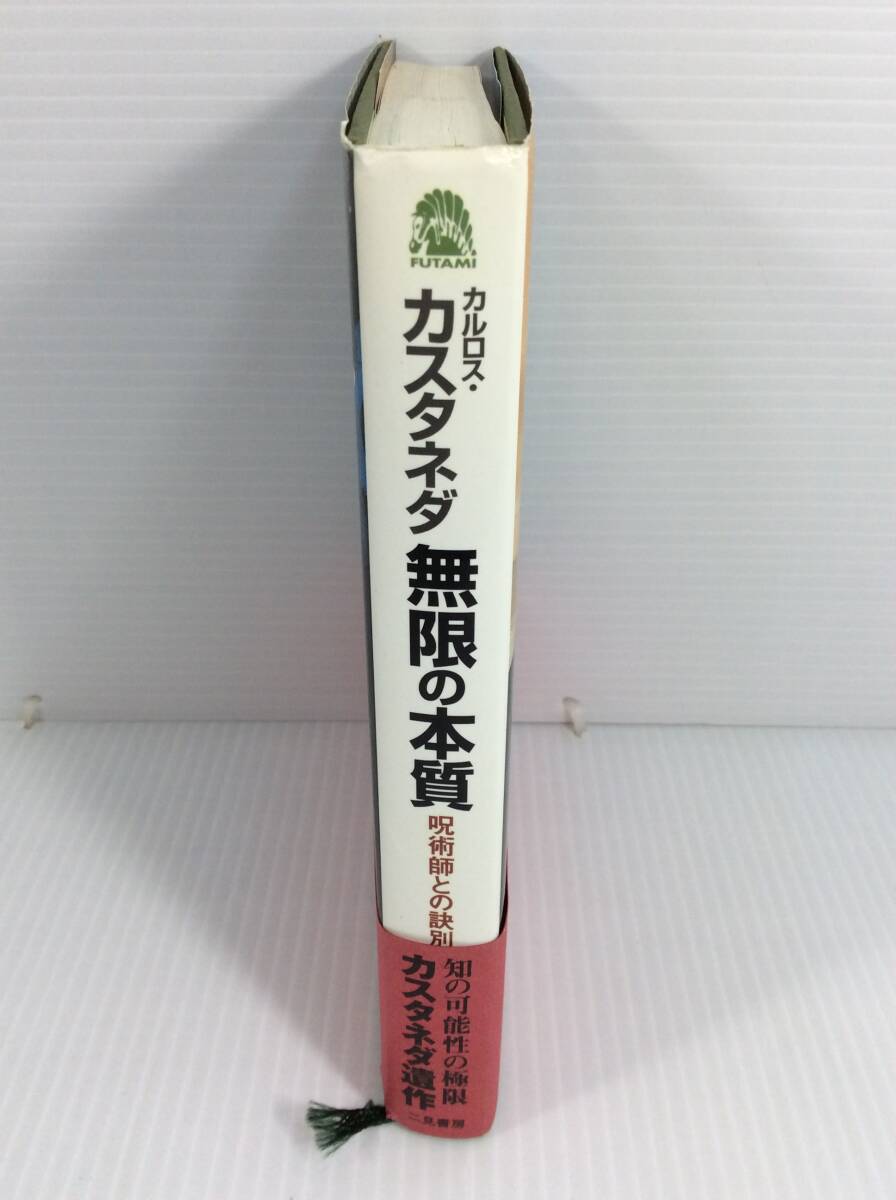 FUTAMI
カルロス・
カスタネダ
無限の本質
呪術師との訣別
知の可能性の極限
カスタネダ遺作
二見書房